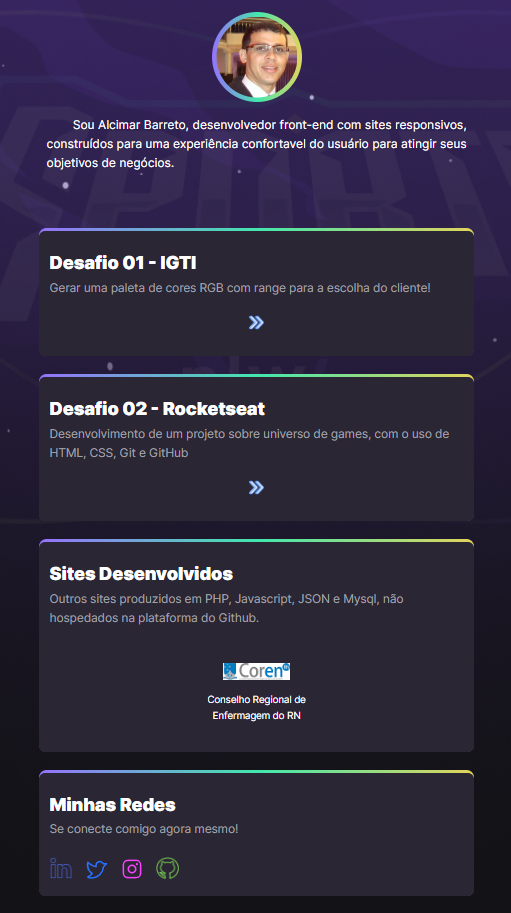 Sou Alcimar Barreto, desenvolvedor front-end com sites responsivos,
construídos para uma experiência confortavel do usuário para atingir seus
objetivos de negócios.
Desafio 01 - IGTI
Gerar uma paleta de cores RGB com range para a escolha do cliente!
Desafio 02 - Rocketseat
Desenvolvimento de um projeto sobre universo de games, com o uso de
HTML, CSS, Git e GitHub
Sites Desenvolvidos
Outros sites produzidos em PHP, Javascript, JSON e Mysql, não
hospedados na plataforma do Github.
Coren
Conselho Regional de
Enfermagem do RN
Minhas Redes
Se conecte comigo agora mesmo!